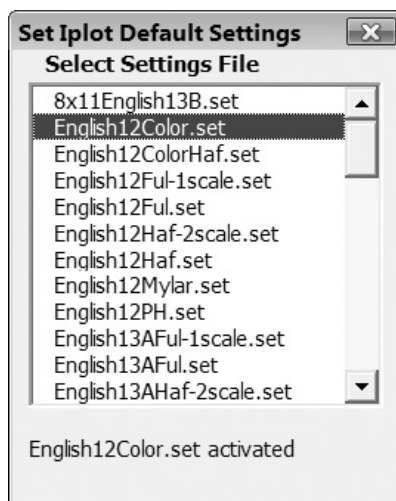 Set Iplot Default Settings
Select Settings File
8x11English13B.set
English12Color.set
English12ColorHaf.set
English12Ful-1scale.set
English12Ful.set
English12Haf-2scale.set
English12Haf.set
English12Mylar.set
English12PH.set
English13AFul-1scale.set
English13AFul.set
English13AHaf-2scale.set
English12Color.set activated